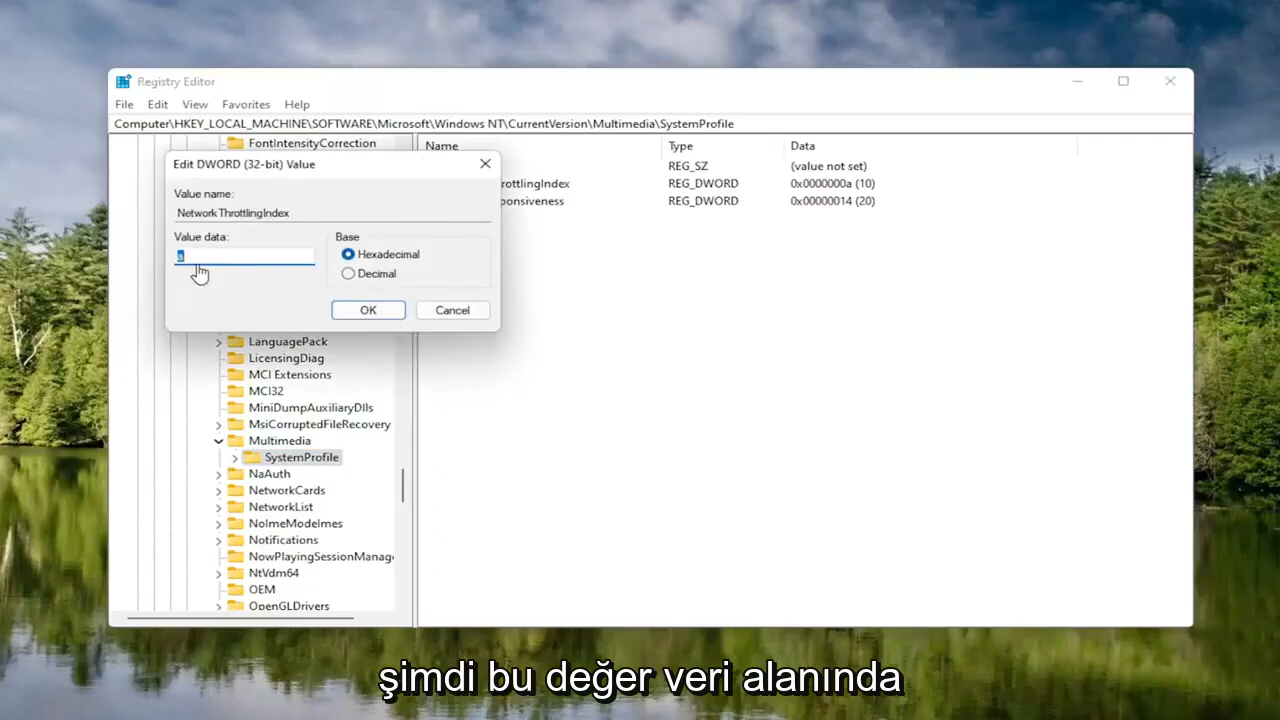 Registry Editor
File Edit View Favorites Help
Computer\HKEY_LOCAL_MACHINE\SOFTWARE\Microsoft\Windows NT\CurrentVersion\Multimedia\SystemProfile
FontIntensityCorrection
Name Type Data
REG_SZ (value not set)
rottlingIndex REG_DWORD 0x0000000a (10)
onsiveness REG_DWORD 0x00000014 (20)
Edit DWORD (32-bit) Value
Value name:
NetworkThrottlingIndex
Value data:
a
Base
Hexadecimal
Decimal
OK Cancel
LanguagePack
LicensingDiag
MCI Extensions
MCI32
MiniDumpAuxiliaryDlls
MsiCorruptedFileRecovery
Multimedia
SystemProfile
NaAuth
NetworkCards
NetworkList
NolmeModelmes
Notifications
NowPlayingSessionManage
NtVdm64
OEM
OpenGLDrivers
şimdi bu değer veri alanında